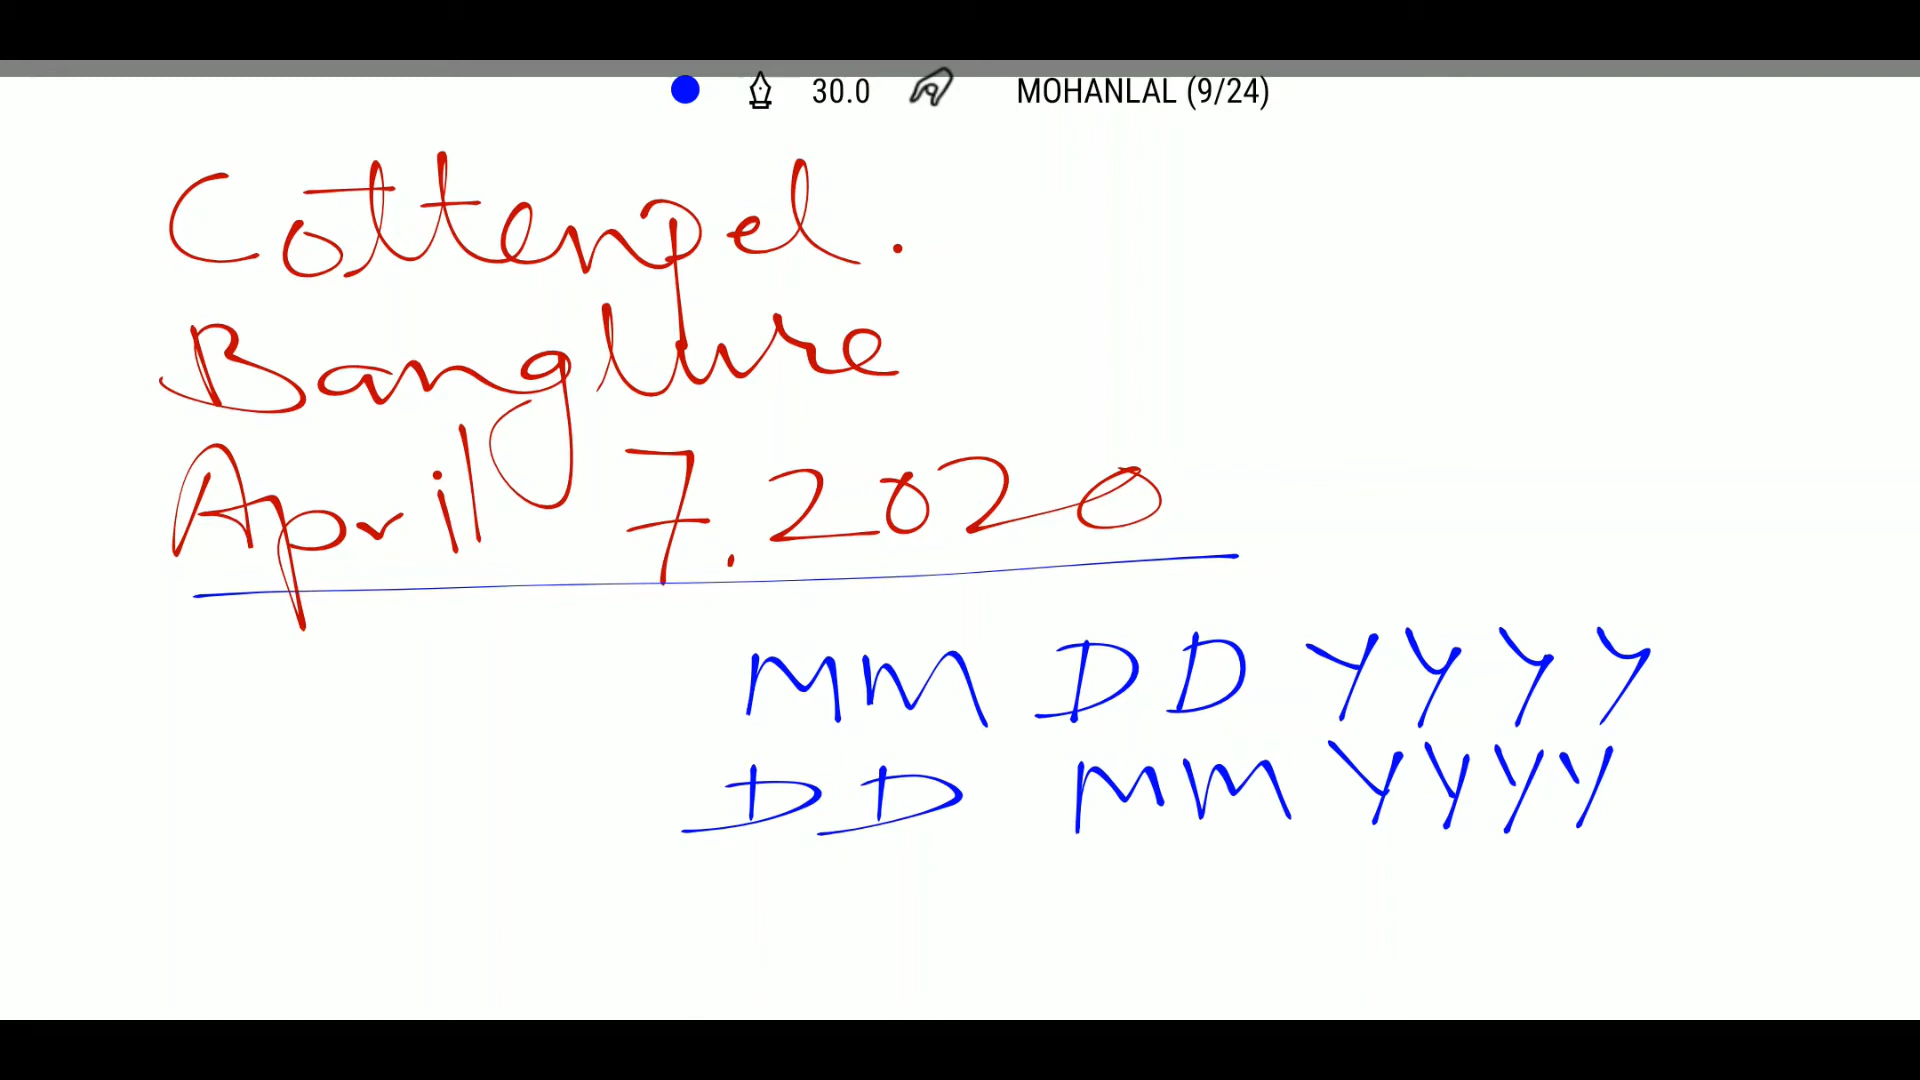 30.0 MOHANLAL (9/24)
Cottenpel.
Banglure
April 7.2020
MM DD YYYY
DD MM YYYY